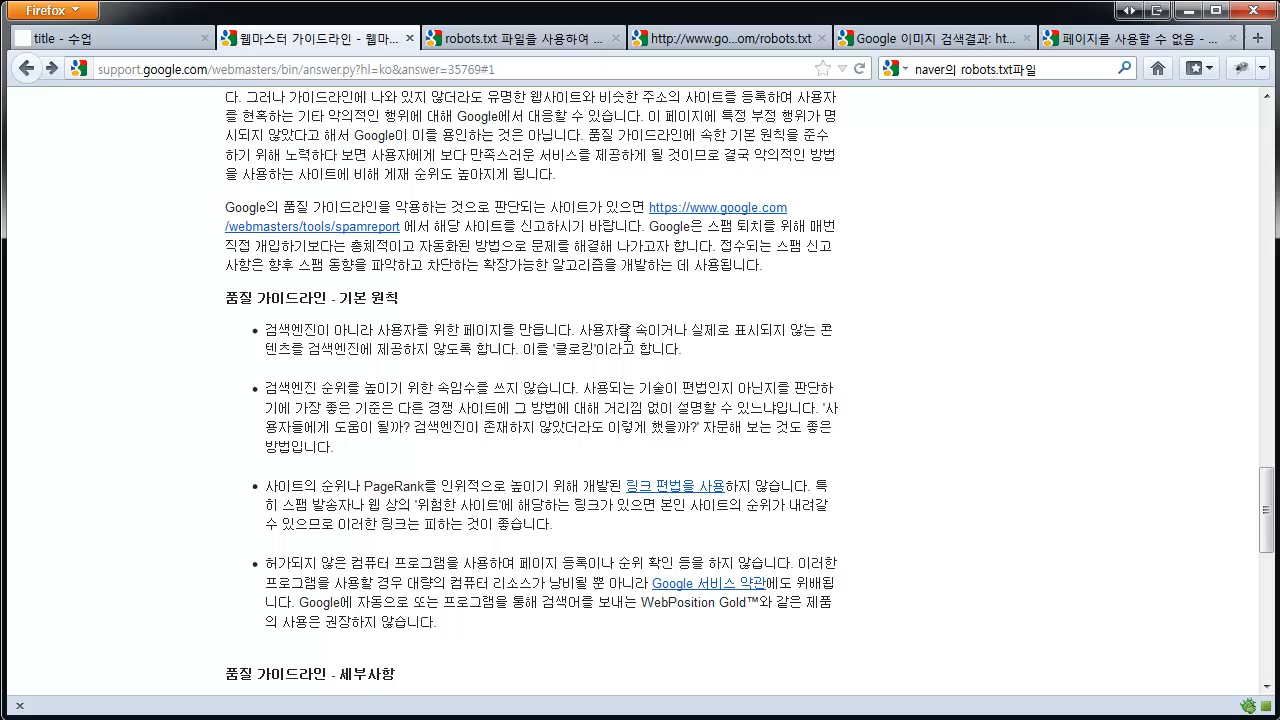 Firefox
title - 수업
웹마스터 가이드라인 - 웹마...
robots.txt 파일을 사용하여 ...
http://www.go...om/robots.txt
Google 이미지 검색결과: ht...
페이지를 사용할 수 없음 - ...
support.google.com/webmasters/bin/answer.py?hl=ko&answer=35769#1
naver의 robots.txt파일
다. 그러나 가이드라인에 나와 있지 않더라도 유명한 웹사이트와 비슷한 주소의 사이트를 등록하여 사용자
를 현혹하는 기타 악의적인 행위에 대해 Google에서 대응할 수 있습니다. 이 페이지에 특정 부정 행위가 명
시되지 않았다고 해서 Google이 이를 용인하는 것은 아닙니다. 품질 가이드라인에 속한 기본 원칙을 준수
하기 위해 노력하다 보면 사용자에게 보다 만족스러운 서비스를 제공하게 될 것이므로 결국 악의적인 방법
을 사용하는 사이트에 비해 게재 순위도 높아지게 됩니다.
Google의 품질 가이드라인을 악용하는 것으로 판단되는 사이트가 있으면 https://www.google.com
/webmasters/tools/spamreport 에서 해당 사이트를 신고하시기 바랍니다. Google은 스팸 퇴치를 위해 매번
직접 개입하기보다는 총체적이고 자동화된 방법으로 문제를 해결해 나가고자 합니다. 접수되는 스팸 신고
사항은 향후 스팸 동향을 파악하고 차단하는 확장가능한 알고리즘을 개발하는 데 사용됩니다.
품질 가이드라인 - 기본 원칙
• 검색엔진이 아니라 사용자를 위한 페이지를 만듭니다. 사용자를 속이거나 실제로 표시되지 않는 콘
텐츠를 검색엔진에 제공하지 않도록 합니다. 이를 '클로킹'이라고 합니다.
• 검색엔진 순위를 높이기 위한 속임수를 쓰지 않습니다. 사용되는 기술이 편법인지 아닌지를 판단하
기에 가장 좋은 기준은 다른 경쟁 사이트에 그 방법에 대해 거리낌 없이 설명할 수 있느냐입니다. '사
용자들에게 도움이 될까? 검색엔진이 존재하지 않았더라도 이렇게 했을까?' 자문해 보는 것도 좋은
방법입니다.
• 사이트의 순위나 PageRank를 인위적으로 높이기 위해 개발된 링크 편법을 사용하지 않습니다. 특
히 스팸 발송자나 웹 상의 '위험한 사이트'에 해당하는 링크가 있으면 본인 사이트의 순위가 내려갈
수 있으므로 이러한 링크는 피하는 것이 좋습니다.
• 허가되지 않은 컴퓨터 프로그램을 사용하여 페이지 등록이나 순위 확인 등을 하지 않습니다. 이러한
프로그램을 사용할 경우 대량의 컴퓨터 리소스가 낭비될 뿐 아니라 Google 서비스 약관에도 위배됩
니다. Google에 자동으로 또는 프로그램을 통해 검색어를 보내는 WebPosition Gold™와 같은 제품
의 사용은 권장하지 않습니다.
품질 가이드라인 - 세부사항